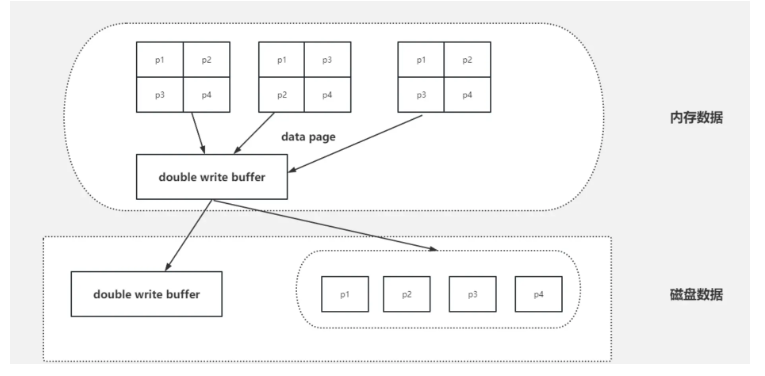 p1 p2 p1 p3 p1 p2
p3 p4 p2 p4 p3 p4
内存数据
data page
double write buffer
double write buffer
p1 p2 p3 p4
磁盘数据